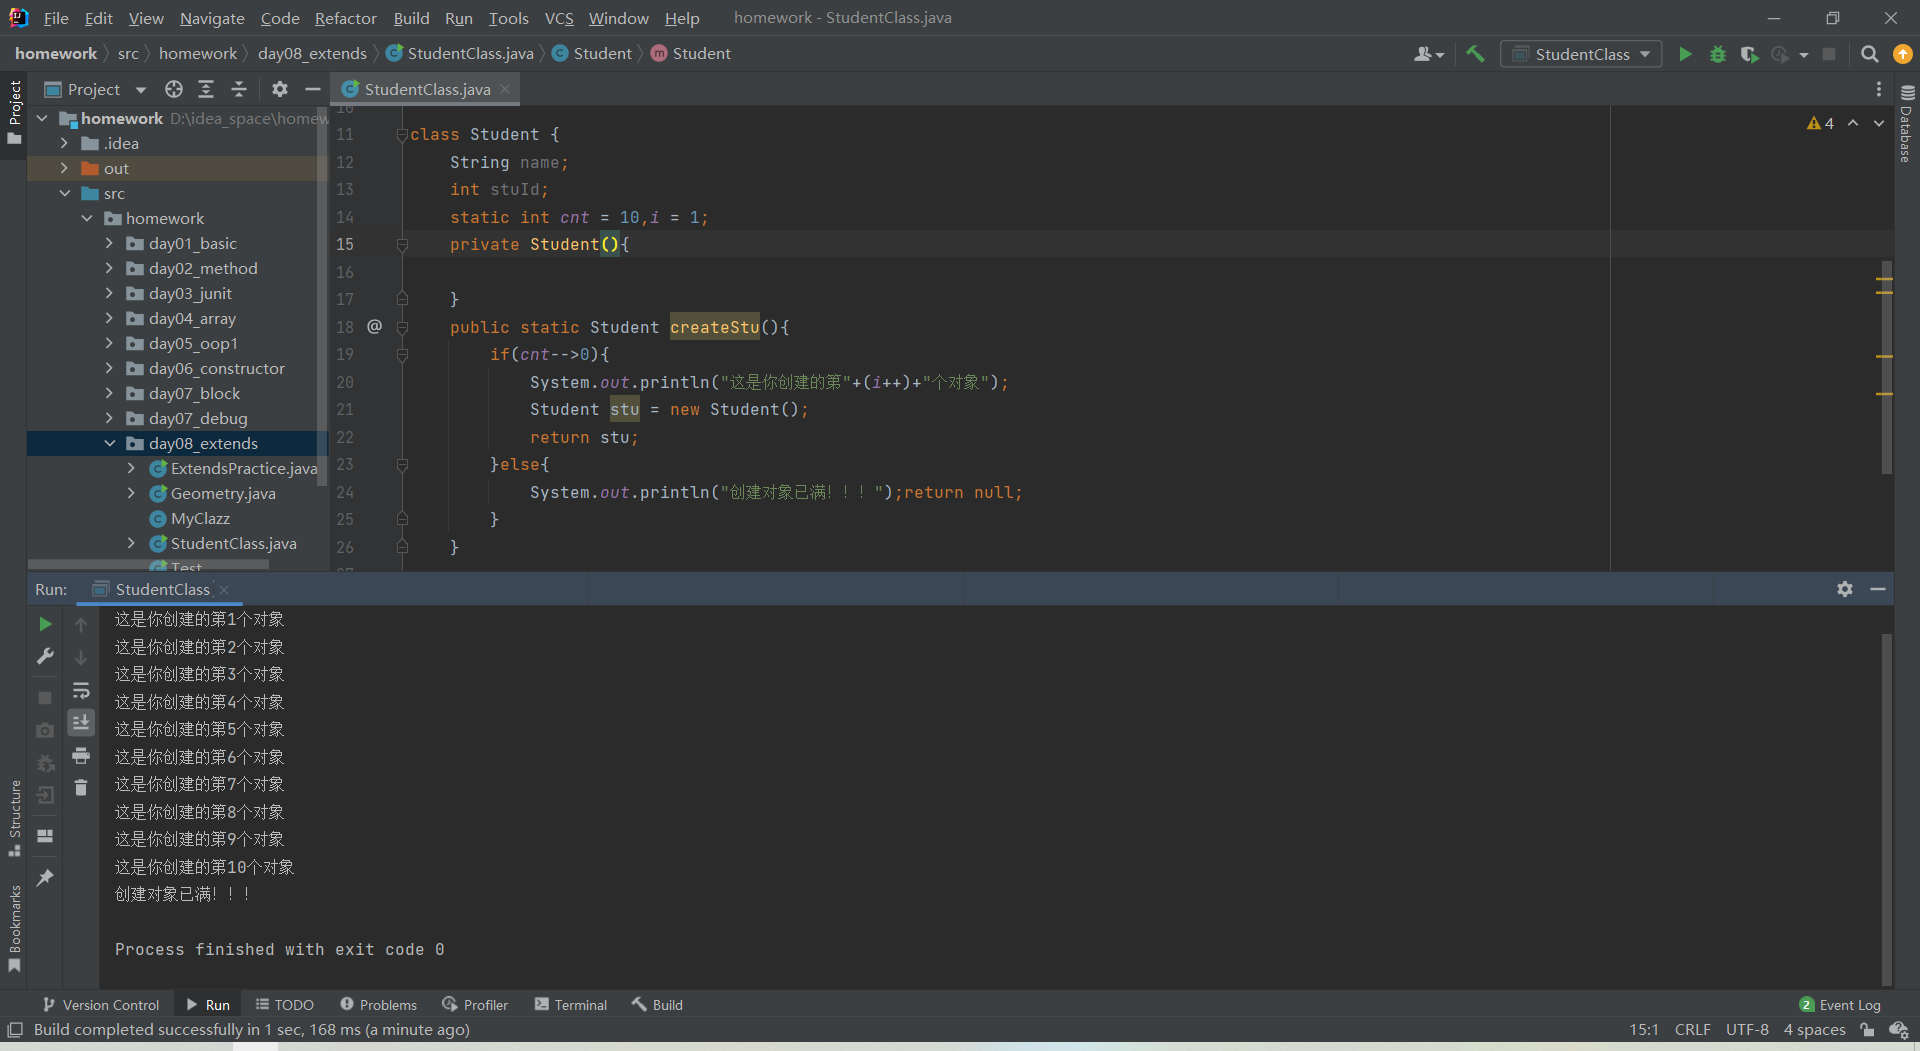 File Edit View Navigate Code Refactor Build Run Tools VCS Window Help homework - StudentClass.java
homework src homework day08_extends StudentClass.java Student Student
StudentClass
Project
Project
StudentClass.java
Database
homework D:\idea_space\homew
.idea
out
src
homework
day01_basic
day02_method
day03_junit
day04_array
day05_oop1
day06_constructor
day07_block
day07_debug
day08_extends
ExtendsPractice.java
Geometry.java
MyClazz
StudentClass.java
Test
4
10
11 class Student {
12 String name;
13 int stuId;
14 static int cnt = 10,i = 1;
15 private Student(){
16
17 }
18 @ public static Student createStu(){
19 if(cnt-->0){
20 System.out.println("这是你创建的第"+(i++)+"个对象");
21 Student stu = new Student();
22 return stu;
23 }else{
24 System.out.println("创建对象已满！！！");return null;
25 }
26 }
Run: StudentClass
这是你创建的第1个对象
这是你创建的第2个对象
这是你创建的第3个对象
这是你创建的第4个对象
这是你创建的第5个对象
这是你创建的第6个对象
这是你创建的第7个对象
这是你创建的第8个对象
这是你创建的第9个对象
这是你创建的第10个对象
创建对象已满！！！
Process finished with exit code 0
Structure
Bookmarks
Version Control Run TODO Problems Profiler Terminal Build 2 Event Log
Build completed successfully in 1 sec, 168 ms (a minute ago) 15:1 CRLF UTF-8 4 spaces